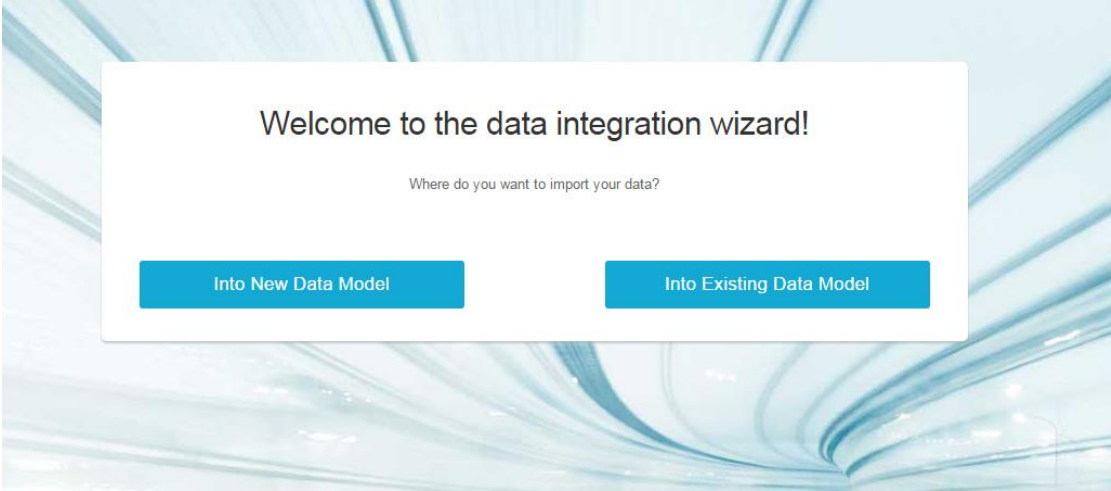 Welcome to the data integration wizard!
Where do you want to import your data?
Into New Data Model
Into Existing Data Model